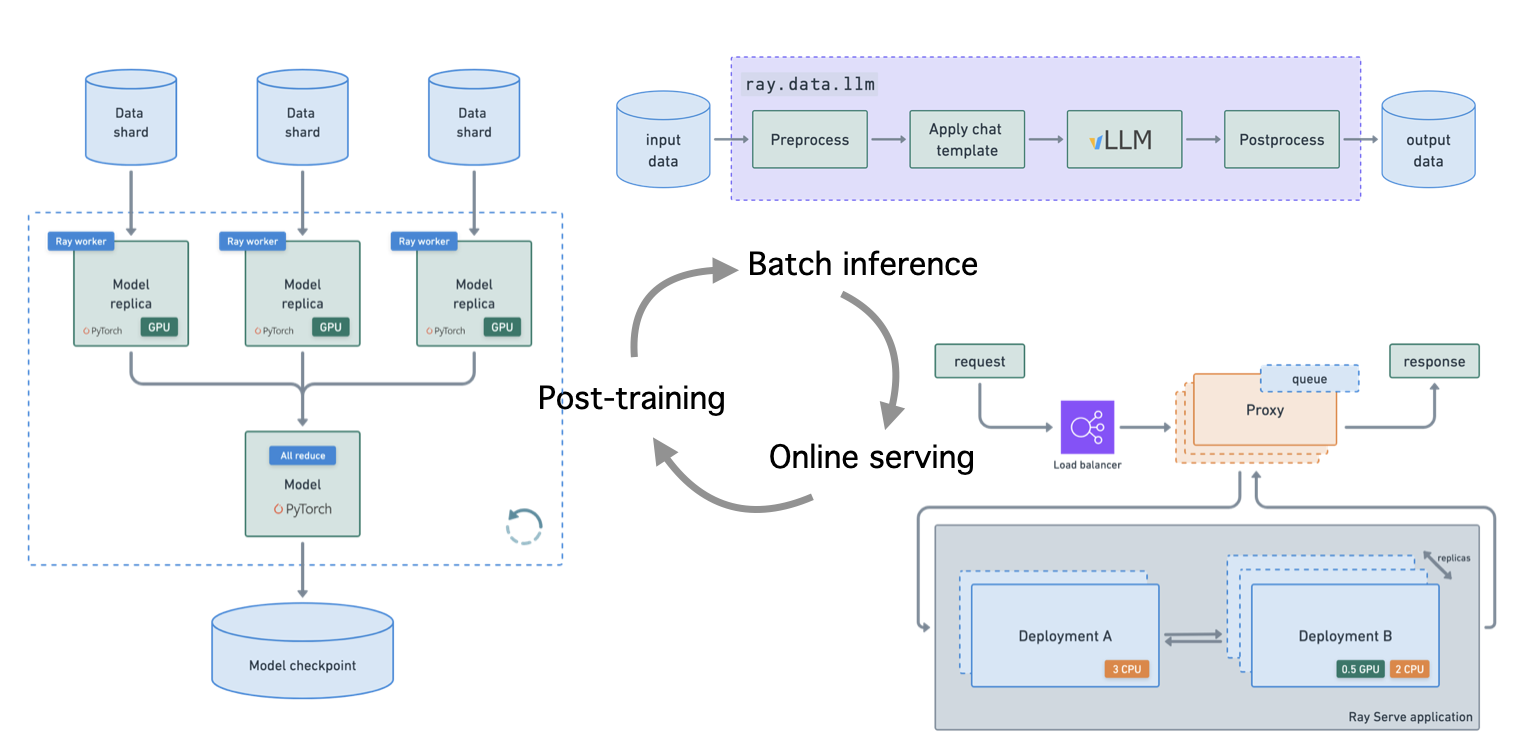 Data
shard
Data
shard
Data
shard
Ray worker
Model
replica
PyTorch
GPU
Ray worker
Model
replica
PyTorch
GPU
Ray worker
Model
replica
PyTorch
GPU
All reduce
Model
PyTorch
Model checkpoint
ray.data.llm
input
data
Preprocess
Apply chat
template
vLLM
Postprocess
output
data
Batch inference
Post-training
Online serving
request
Load balancer
queue
Proxy
response
replicas
Deployment A
3 CPU
Deployment B
0.5 GPU
2 CPU
Ray Serve application